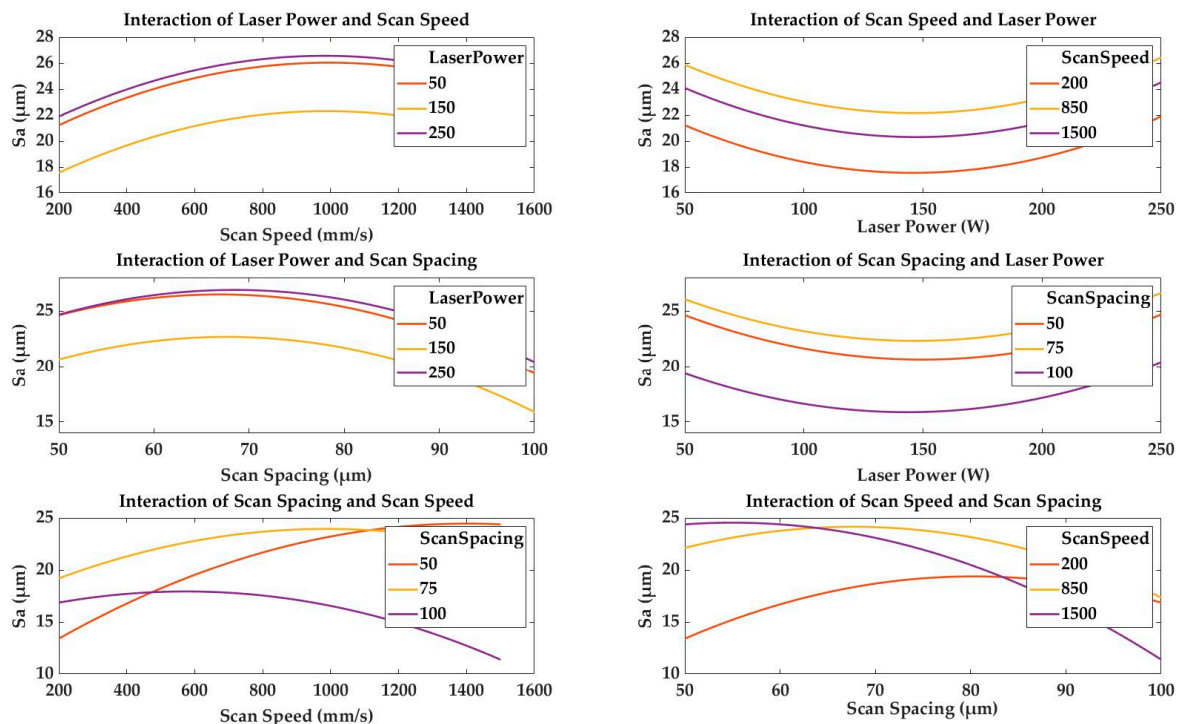 Interaction of Laser Power and Scan Speed
28
26
24
22
20
18
16
Sa (μm)
LaserPower
50
150
250
200 400 600 800 1000 1200 1400 1600
Scan Speed (mm/s)
Interaction of Scan Speed and Laser Power
28
26
24
22
20
18
16
Sa (μm)
ScanSpeed
200
850
1500
50 100 150 200 250
Laser Power (W)
Interaction of Laser Power and Scan Spacing
25
20
15
Sa (μm)
LaserPower
50
150
250
50 60 70 80 90 100
Scan Spacing (μm)
Interaction of Scan Spacing and Laser Power
25
20
15
Sa (μm)
ScanSpacing
50
75
100
50 100 150 200 250
Laser Power (W)
Interaction of Scan Spacing and Scan Speed
25
20
15
10
Sa (μm)
ScanSpacing
50
75
100
200 400 600 800 1000 1200 1400 1600
Scan Speed (mm/s)
Interaction of Scan Speed and Scan Spacing
25
20
15
10
Sa (μm)
ScanSpeed
200
850
1500
50 60 70 80 90 100
Scan Spacing (μm)